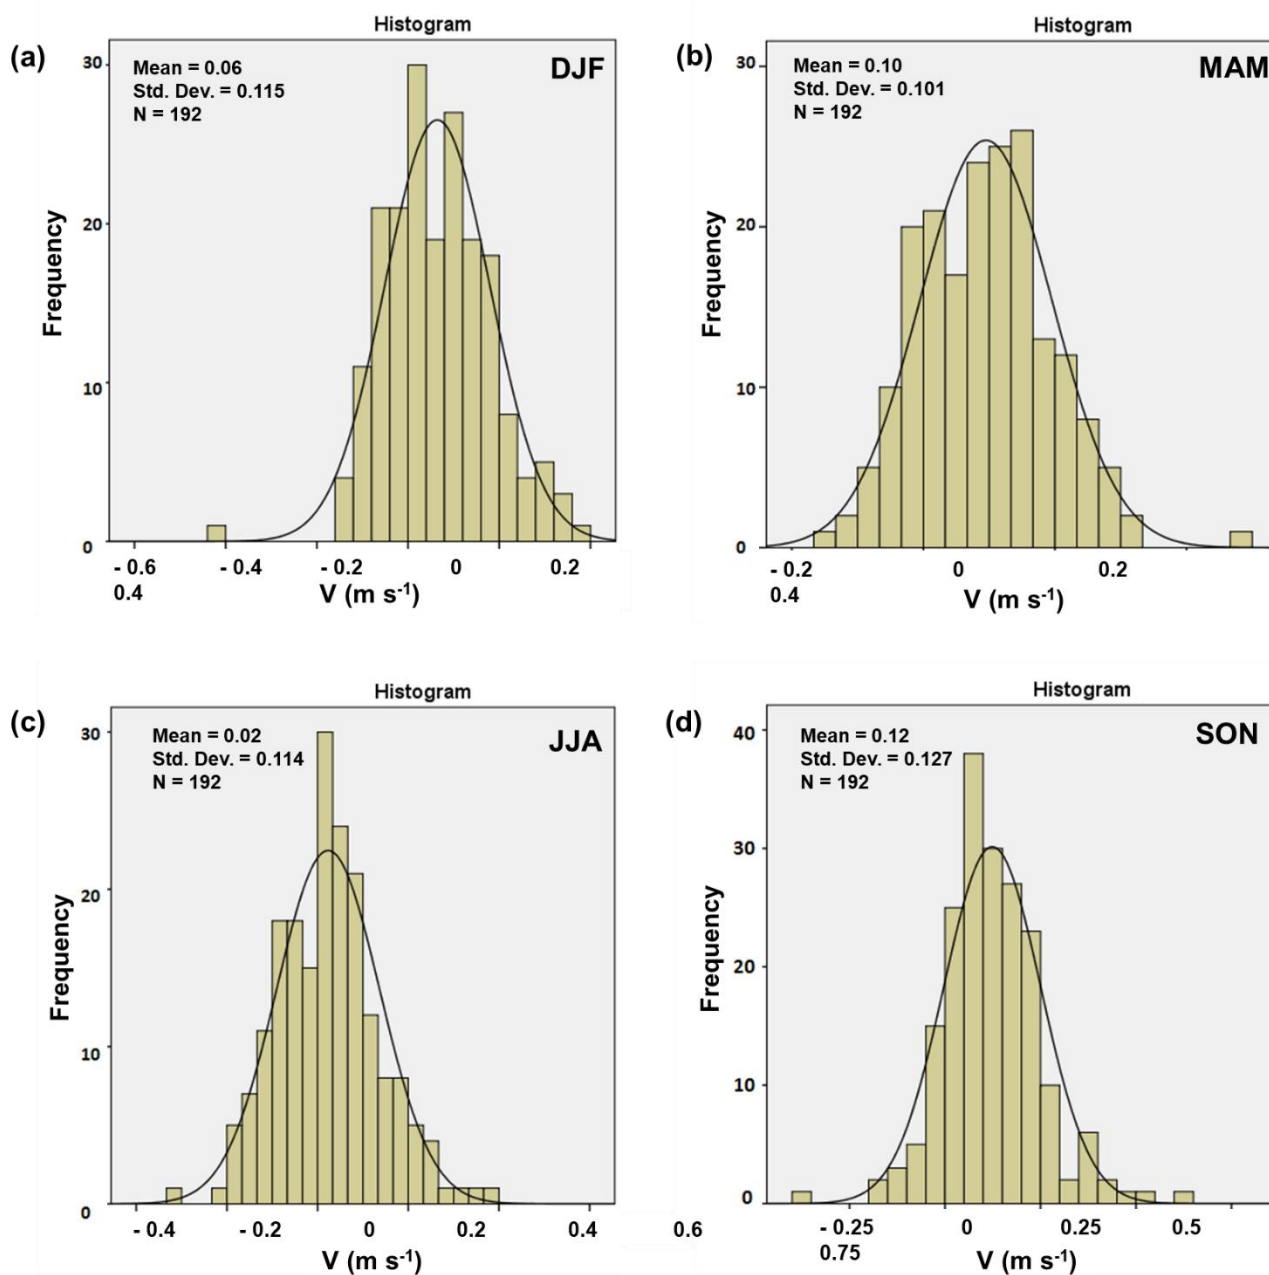 Histogram
(a)
Mean = 0.06
Std. Dev. = 0.115
N = 192
DJF
30
20
10
0
Frequency
- 0.6 - 0.4 - 0.2 0 0.2
0.4
V (m s-1)
Histogram
(b)
Mean = 0.10
Std. Dev. = 0.101
N = 192
MAM
30
20
10
0
Frequency
- 0.2 0 0.2
0.4
V (m s-1)
Histogram
(c)
Mean = 0.02
Std. Dev. = 0.114
N = 192
JJA
30
20
10
0
Frequency
- 0.4 - 0.2 0 0.2 0.4 0.6
V (m s-1)
Histogram
(d)
Mean = 0.12
Std. Dev. = 0.127
N = 192
SON
40
30
20
10
0
Frequency
- 0.25 0 0.25 0.5
0.75
V (m s-1)